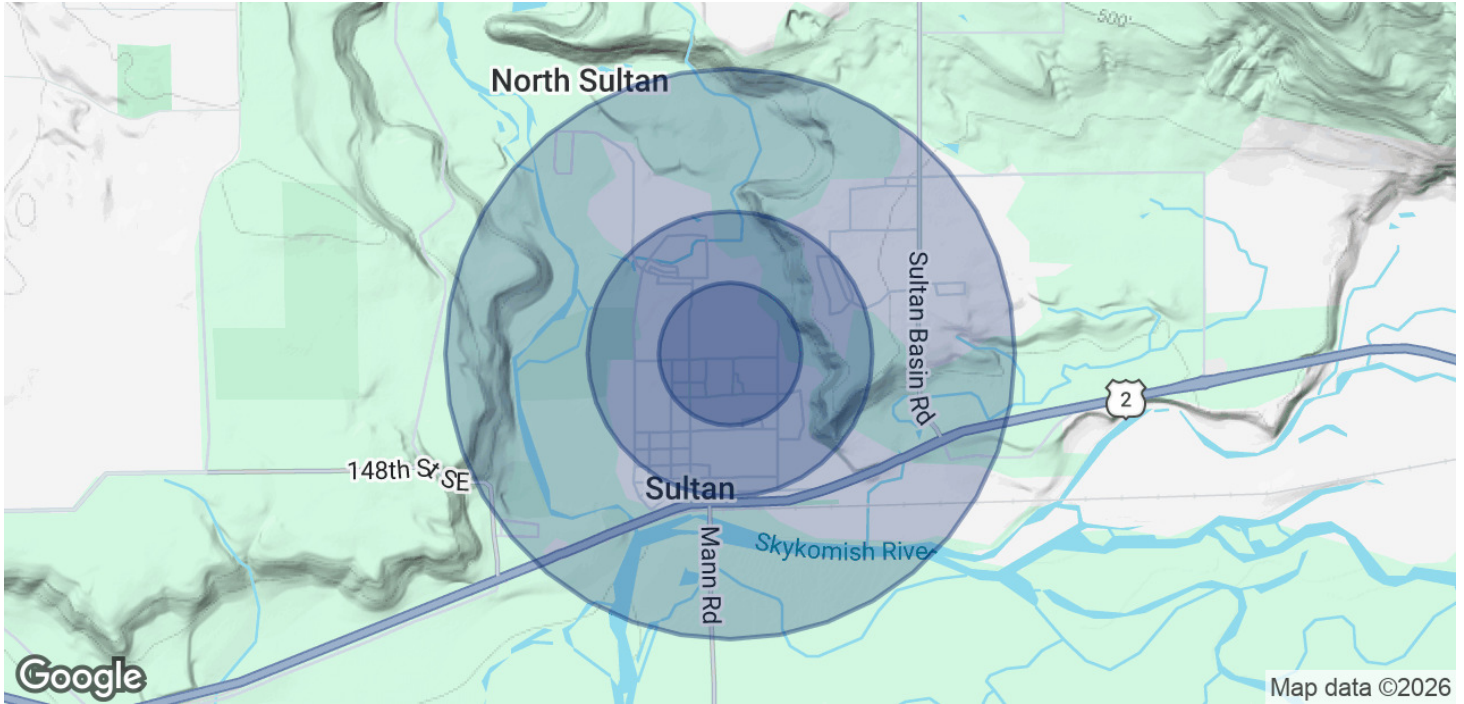 500'
North Sultan
Sultan Basin Rd
2
148th St SE
Sultan
Mann Rd
Skykomish River
Google
Map data ©2026